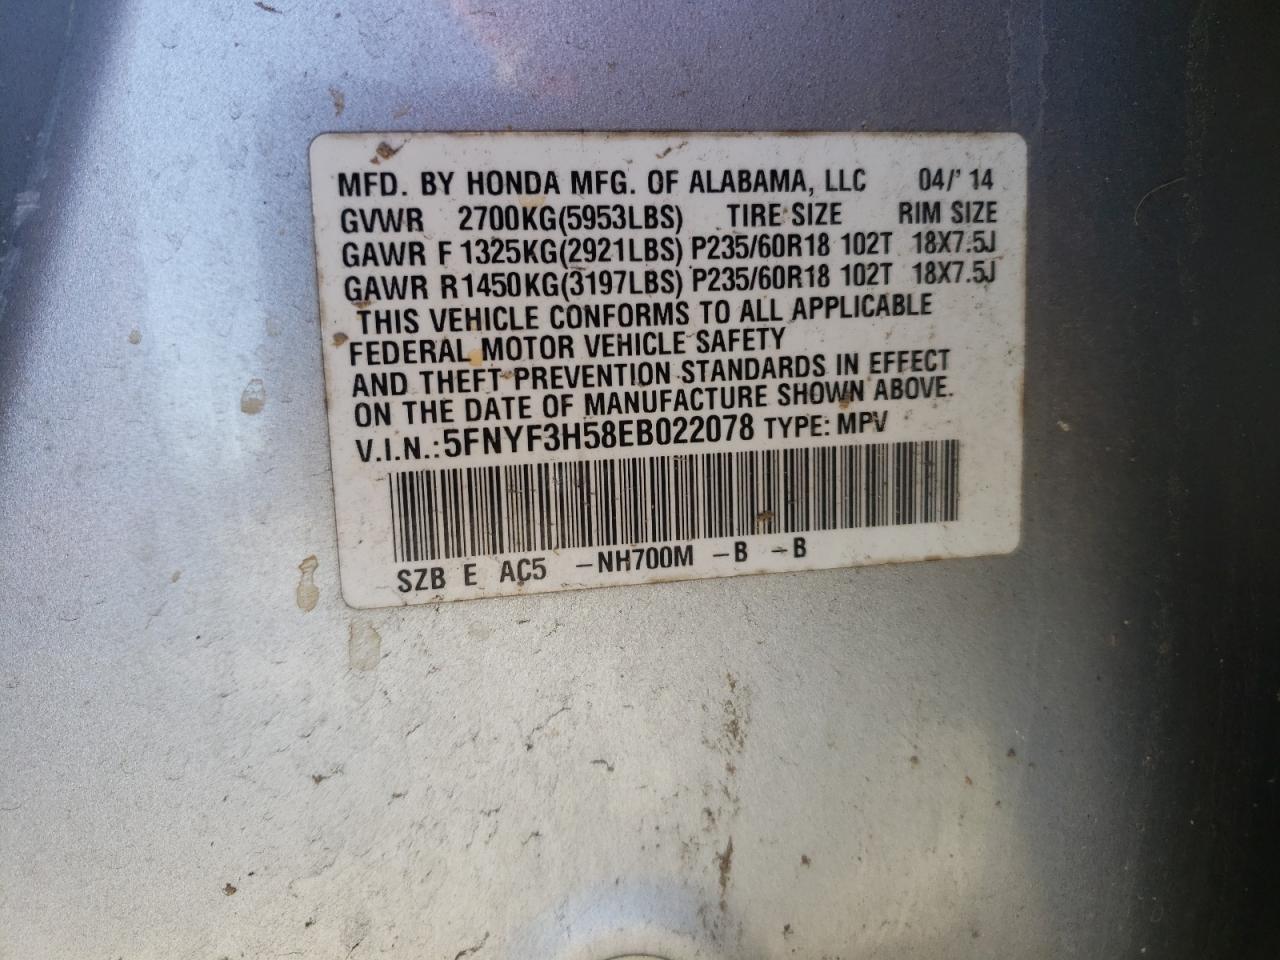 MFD. BY HONDA MFG. OF ALABAMA, LLC 04/' 14
GVWR 2700KG(5953LBS) TIRE SIZE RIM SIZE
GAWR F 1325KG(2921LBS) P235/60R18 102T 18X7.5J
GAWR R1450KG(3197LBS) P235/60R18 102T 18X7.5J
THIS VEHICLE CONFORMS TO ALL APPLICABLE
FEDERAL MOTOR VEHICLE SAFETY
AND THEFT PREVENTION STANDARDS IN EFFECT
ON THE DATE OF MANUFACTURE SHOWN ABOVE.
V.I.N.:5FNYF3H58EB022078 TYPE: MPV
SZB E AC5 -NH700M -B -B